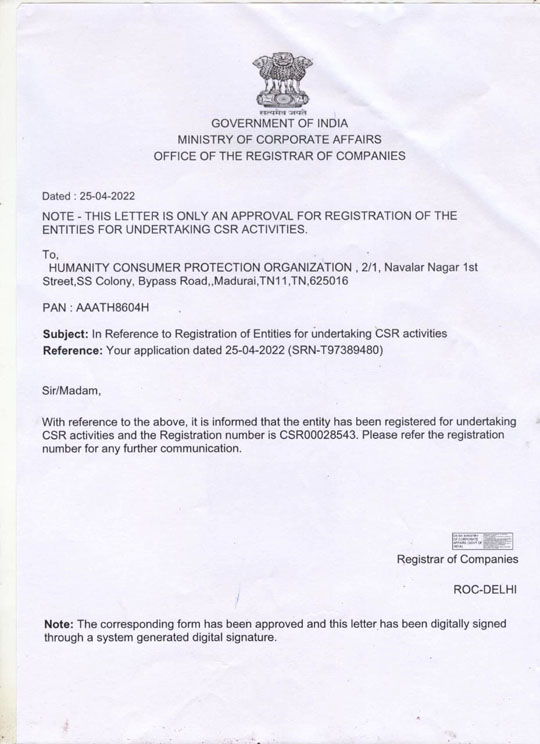 सत्यमेव जयते
GOVERNMENT OF INDIA
MINISTRY OF CORPORATE AFFAIRS
OFFICE OF THE REGISTRAR OF COMPANIES
Dated : 25-04-2022
NOTE - THIS LETTER IS ONLY AN APPROVAL FOR REGISTRATION OF THE
ENTITIES FOR UNDERTAKING CSR ACTIVITIES.
To,
HUMANITY CONSUMER PROTECTION ORGANIZATION , 2/1, Navalar Nagar 1st
Street,SS Colony, Bypass Road,,Madurai,TN11,TN,625016
PAN : AAATH8604H
Subject: In Reference to Registration of Entities for undertaking CSR activities
Reference: Your application dated 25-04-2022 (SRN-T97389480)
Sir/Madam,
With reference to the above, it is informed that the entity has been registered for undertaking
CSR activities and the Registration number is CSR00028543. Please refer the registration
number for any further communication.
Registrar of Companies
ROC-DELHI
Note: The corresponding form has been approved and this letter has been digitally signed
through a system generated digital signature.